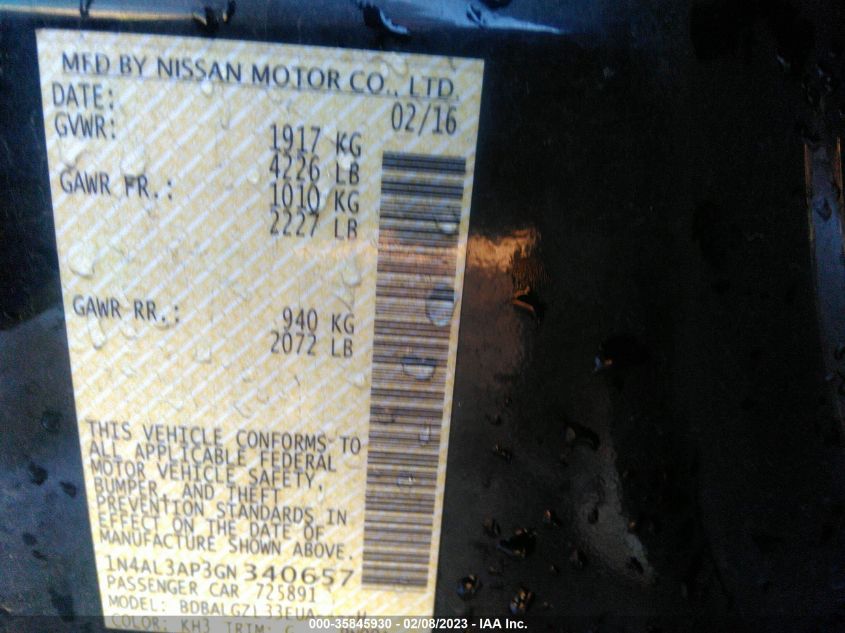 MFD BY NISSAN MOTOR CO., LTD.
DATE: 02/16
GVWR: 1917 KG
4226 LB
GAWR FR.: 1010 KG
2227 LB
GAWR RR.: 940 KG
2072 LB
THIS VEHICLE CONFORMS TO
ALL APPLICABLE FEDERAL
MOTOR VEHICLE SAFETY,
BUMPER, AND THEFT
PREVENTION STANDARDS IN
EFFECT ON THE DATE OF
MANUFACTURE SHOWN ABOVE.
1N4AL3AP3GN340657
PASSENGER CAR 725891
MODEL: BDBALGZL33EUA
COLOR: KH3 TRIM: G
000-35845930 - 02/08/2023 - IAA Inc.